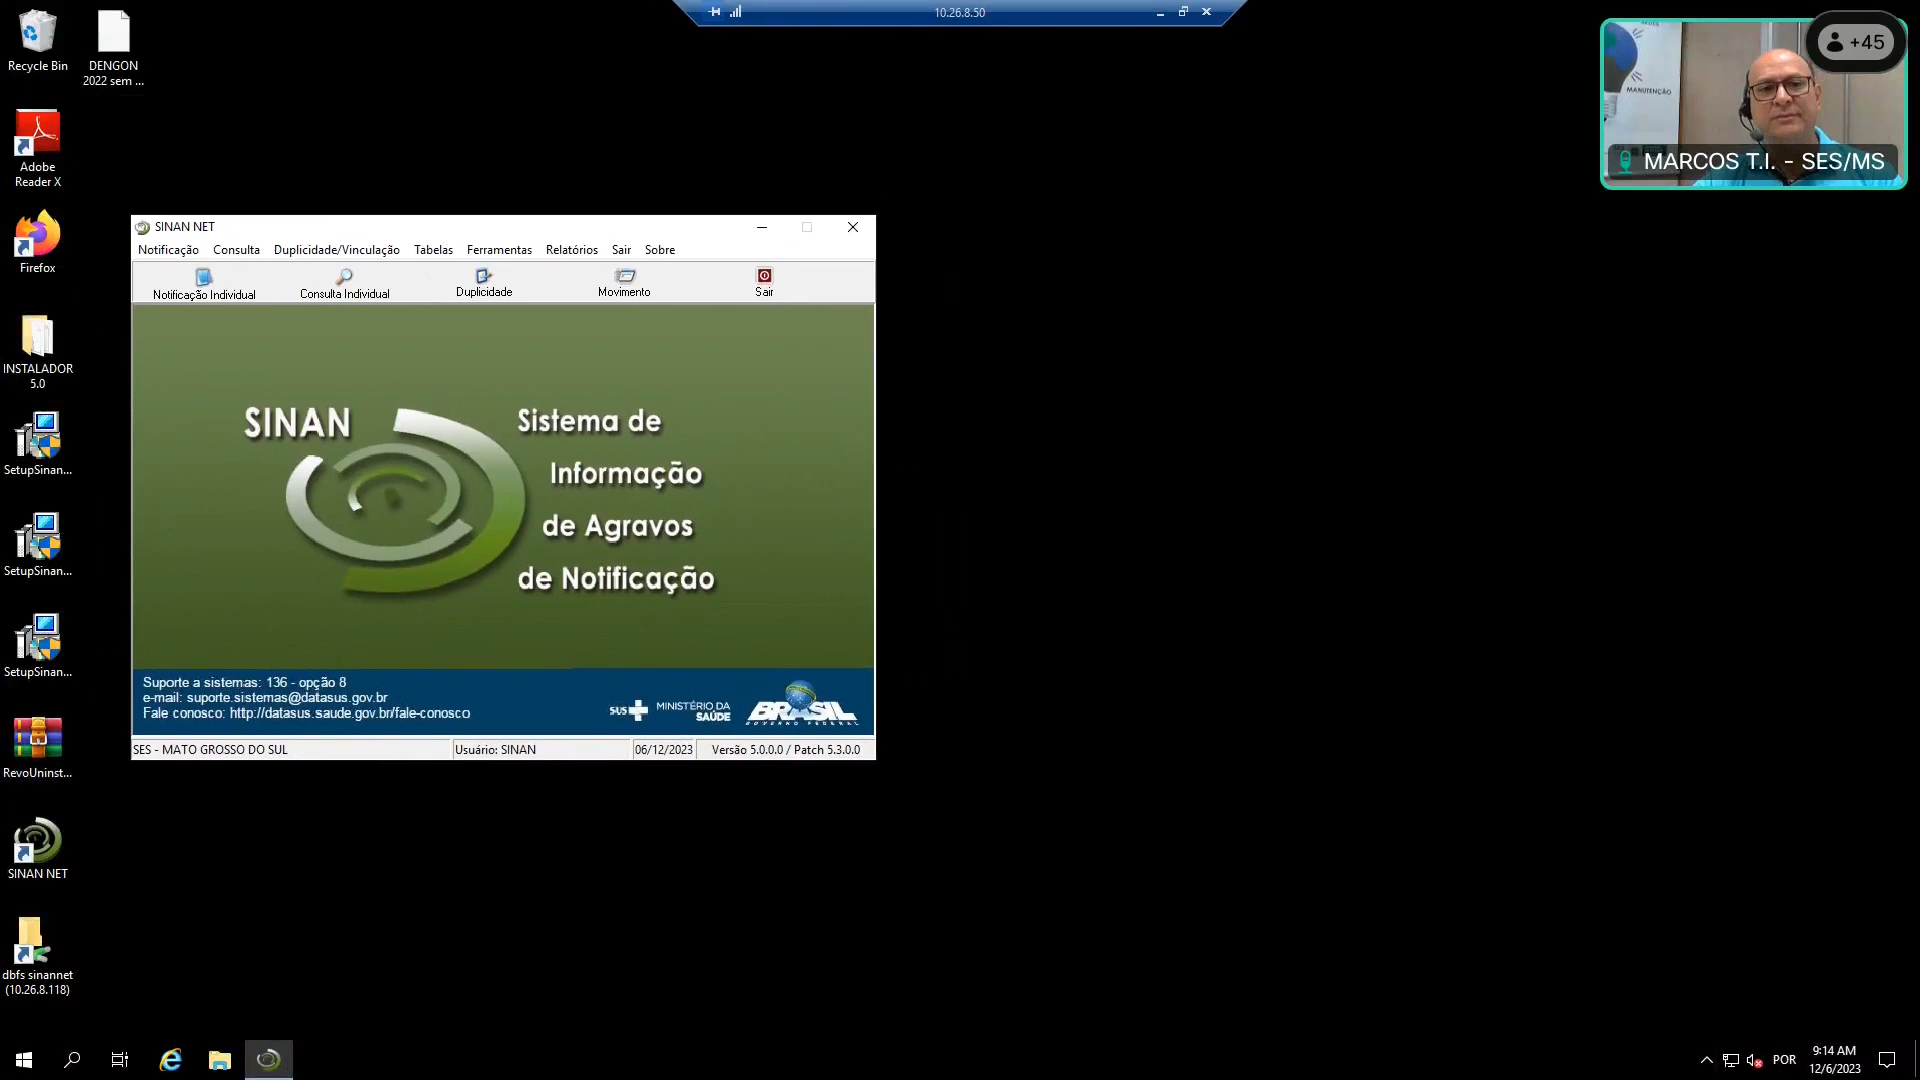 10.26.8.50
+45
MANUTENÇÃO
MARCOS T.I. - SES/MS
Recycle Bin
DENGON
2022 sem ...
Adobe
Reader X
Firefox
INSTALADOR
5.0
SetupSinan...
SetupSinan...
SetupSinan...
RevoUninst...
SINAN NET
dbfs sinannet
(10.26.8.118)
SINAN NET
Notificação Consulta Duplicidade/Vinculação Tabelas Ferramentas Relatórios Sair Sobre
Notificação Individual Consulta Individual Duplicidade Movimento Sair
SINAN
Sistema de
Informação
de Agravos
de Notificação
Suporte a sistemas: 136 - opção 8
e-mail: suporte.sistemas@datasus.gov.br
Fale conosco: http://datasus.saude.gov.br/fale-conosco
SUS
MINISTÉRIO DA
SAÚDE
BRASIL
GOVERNO FEDERAL
SES - MATO GROSSO DO SUL Usuário: SINAN 06/12/2023 Versão 5.0.0.0 / Patch 5.3.0.0
POR
9:14 AM
12/6/2023